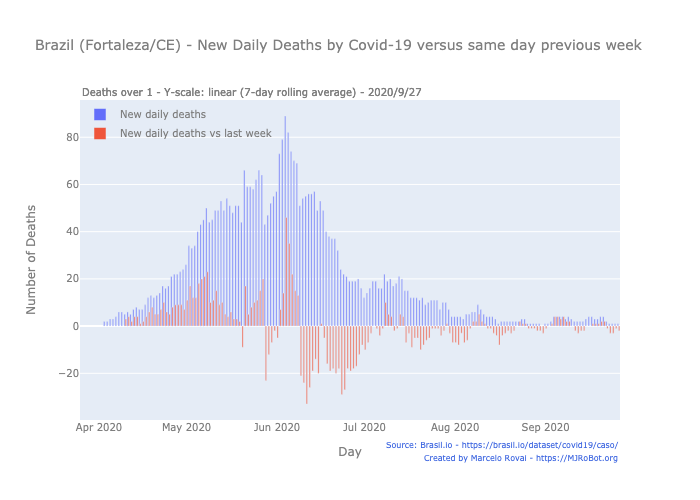 Brazil (Fortaleza/CE) - New Daily Deaths by Covid-19 versus same day previous week
Deaths over 1 - Y-scale: linear (7-day rolling average) - 2020/9/27
New daily deaths
New daily deaths vs last week
80
60
40
20
0
−20
Number of Deaths
Apr 2020
May 2020
Jun 2020
Jul 2020
Aug 2020
Sep 2020
Day
Source: Brasil.io - https://brasil.io/dataset/covid19/caso/
Created by Marcelo Rovai - https://MJRoBot.org